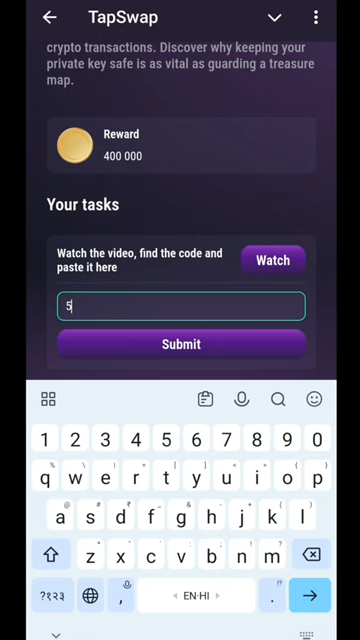 TapSwap
crypto transactions. Discover why keeping your
private key safe is as vital as guarding a treasure
map.
Reward
400 000
Your tasks
Watch the video, find the code and
paste it here
Watch
5
Submit
1 2 3 4 5 6 7 8 9 0
q w e r t y u i o p
a s d f g h j k l
z x c v b n m
?१२३ , EN·HI .